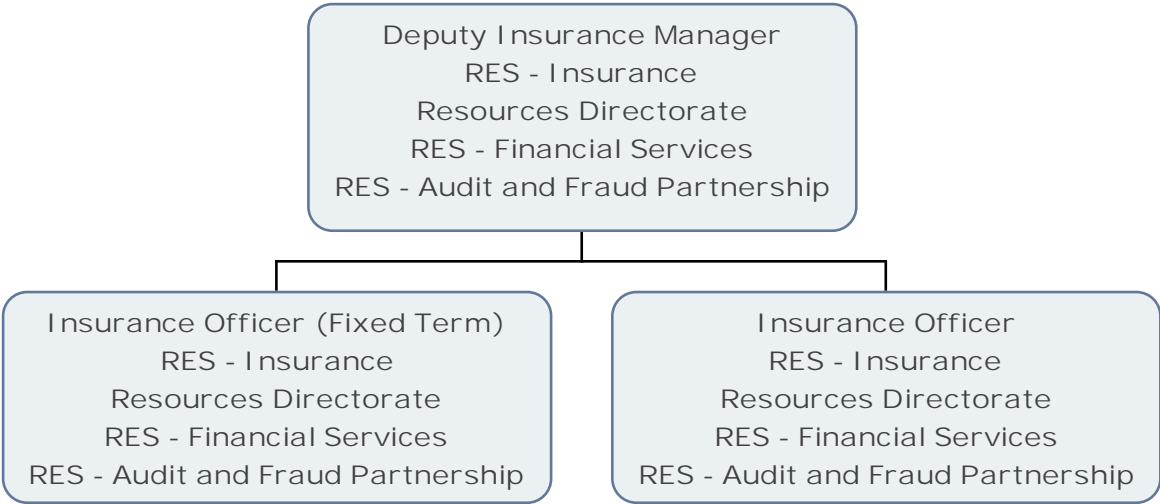 Deputy Insurance Manager
RES - Insurance
Resources Directorate
RES - Financial Services
RES - Audit and Fraud Partnership
Insurance Officer (Fixed Term)
RES - Insurance
Resources Directorate
RES - Financial Services
RES - Audit and Fraud Partnership
Insurance Officer
RES - Insurance
Resources Directorate
RES - Financial Services
RES - Audit and Fraud Partnership